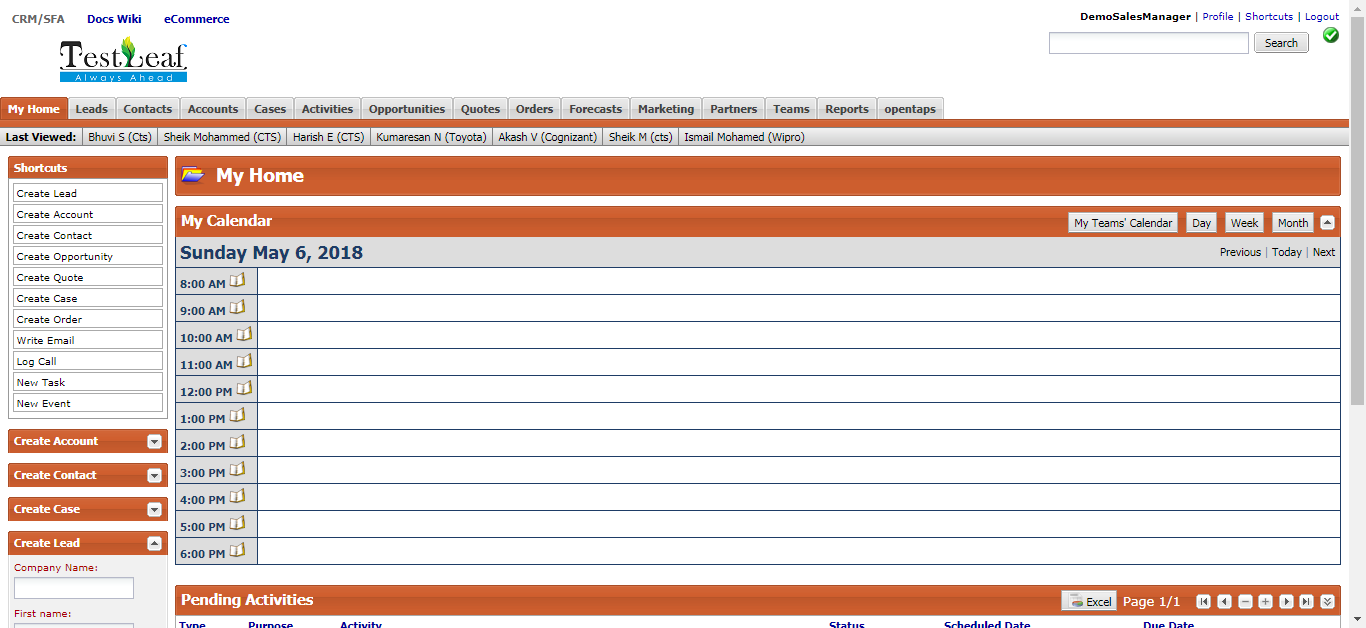 CRM/SFA Docs Wiki eCommerce
DemoSalesManager | Profile | Shortcuts | Logout
Search
TestLeaf
Always Ahead
My Home Leads Contacts Accounts Cases Activities Opportunities Quotes Orders Forecasts Marketing Partners Teams Reports opentaps
Last Viewed: Bhuvi S (Cts) Sheik Mohammed (CTS) Harish E (CTS) Kumaresan N (Toyota) Akash V (Cognizant) Sheik M (cts) Ismail Mohamed (Wipro)
Shortcuts
Create Lead
Create Account
Create Contact
Create Opportunity
Create Quote
Create Case
Create Order
Write Email
Log Call
New Task
New Event
Create Account
Create Contact
Create Case
Create Lead
Company Name:
First name:
My Home
My Calendar My Teams' Calendar Day Week Month
Sunday May 6, 2018 Previous | Today | Next
8:00 AM
9:00 AM
10:00 AM
11:00 AM
12:00 PM
1:00 PM
2:00 PM
3:00 PM
4:00 PM
5:00 PM
6:00 PM
Pending Activities Excel Page 1/1
Type Purpose Activity Status Scheduled Date Due Date